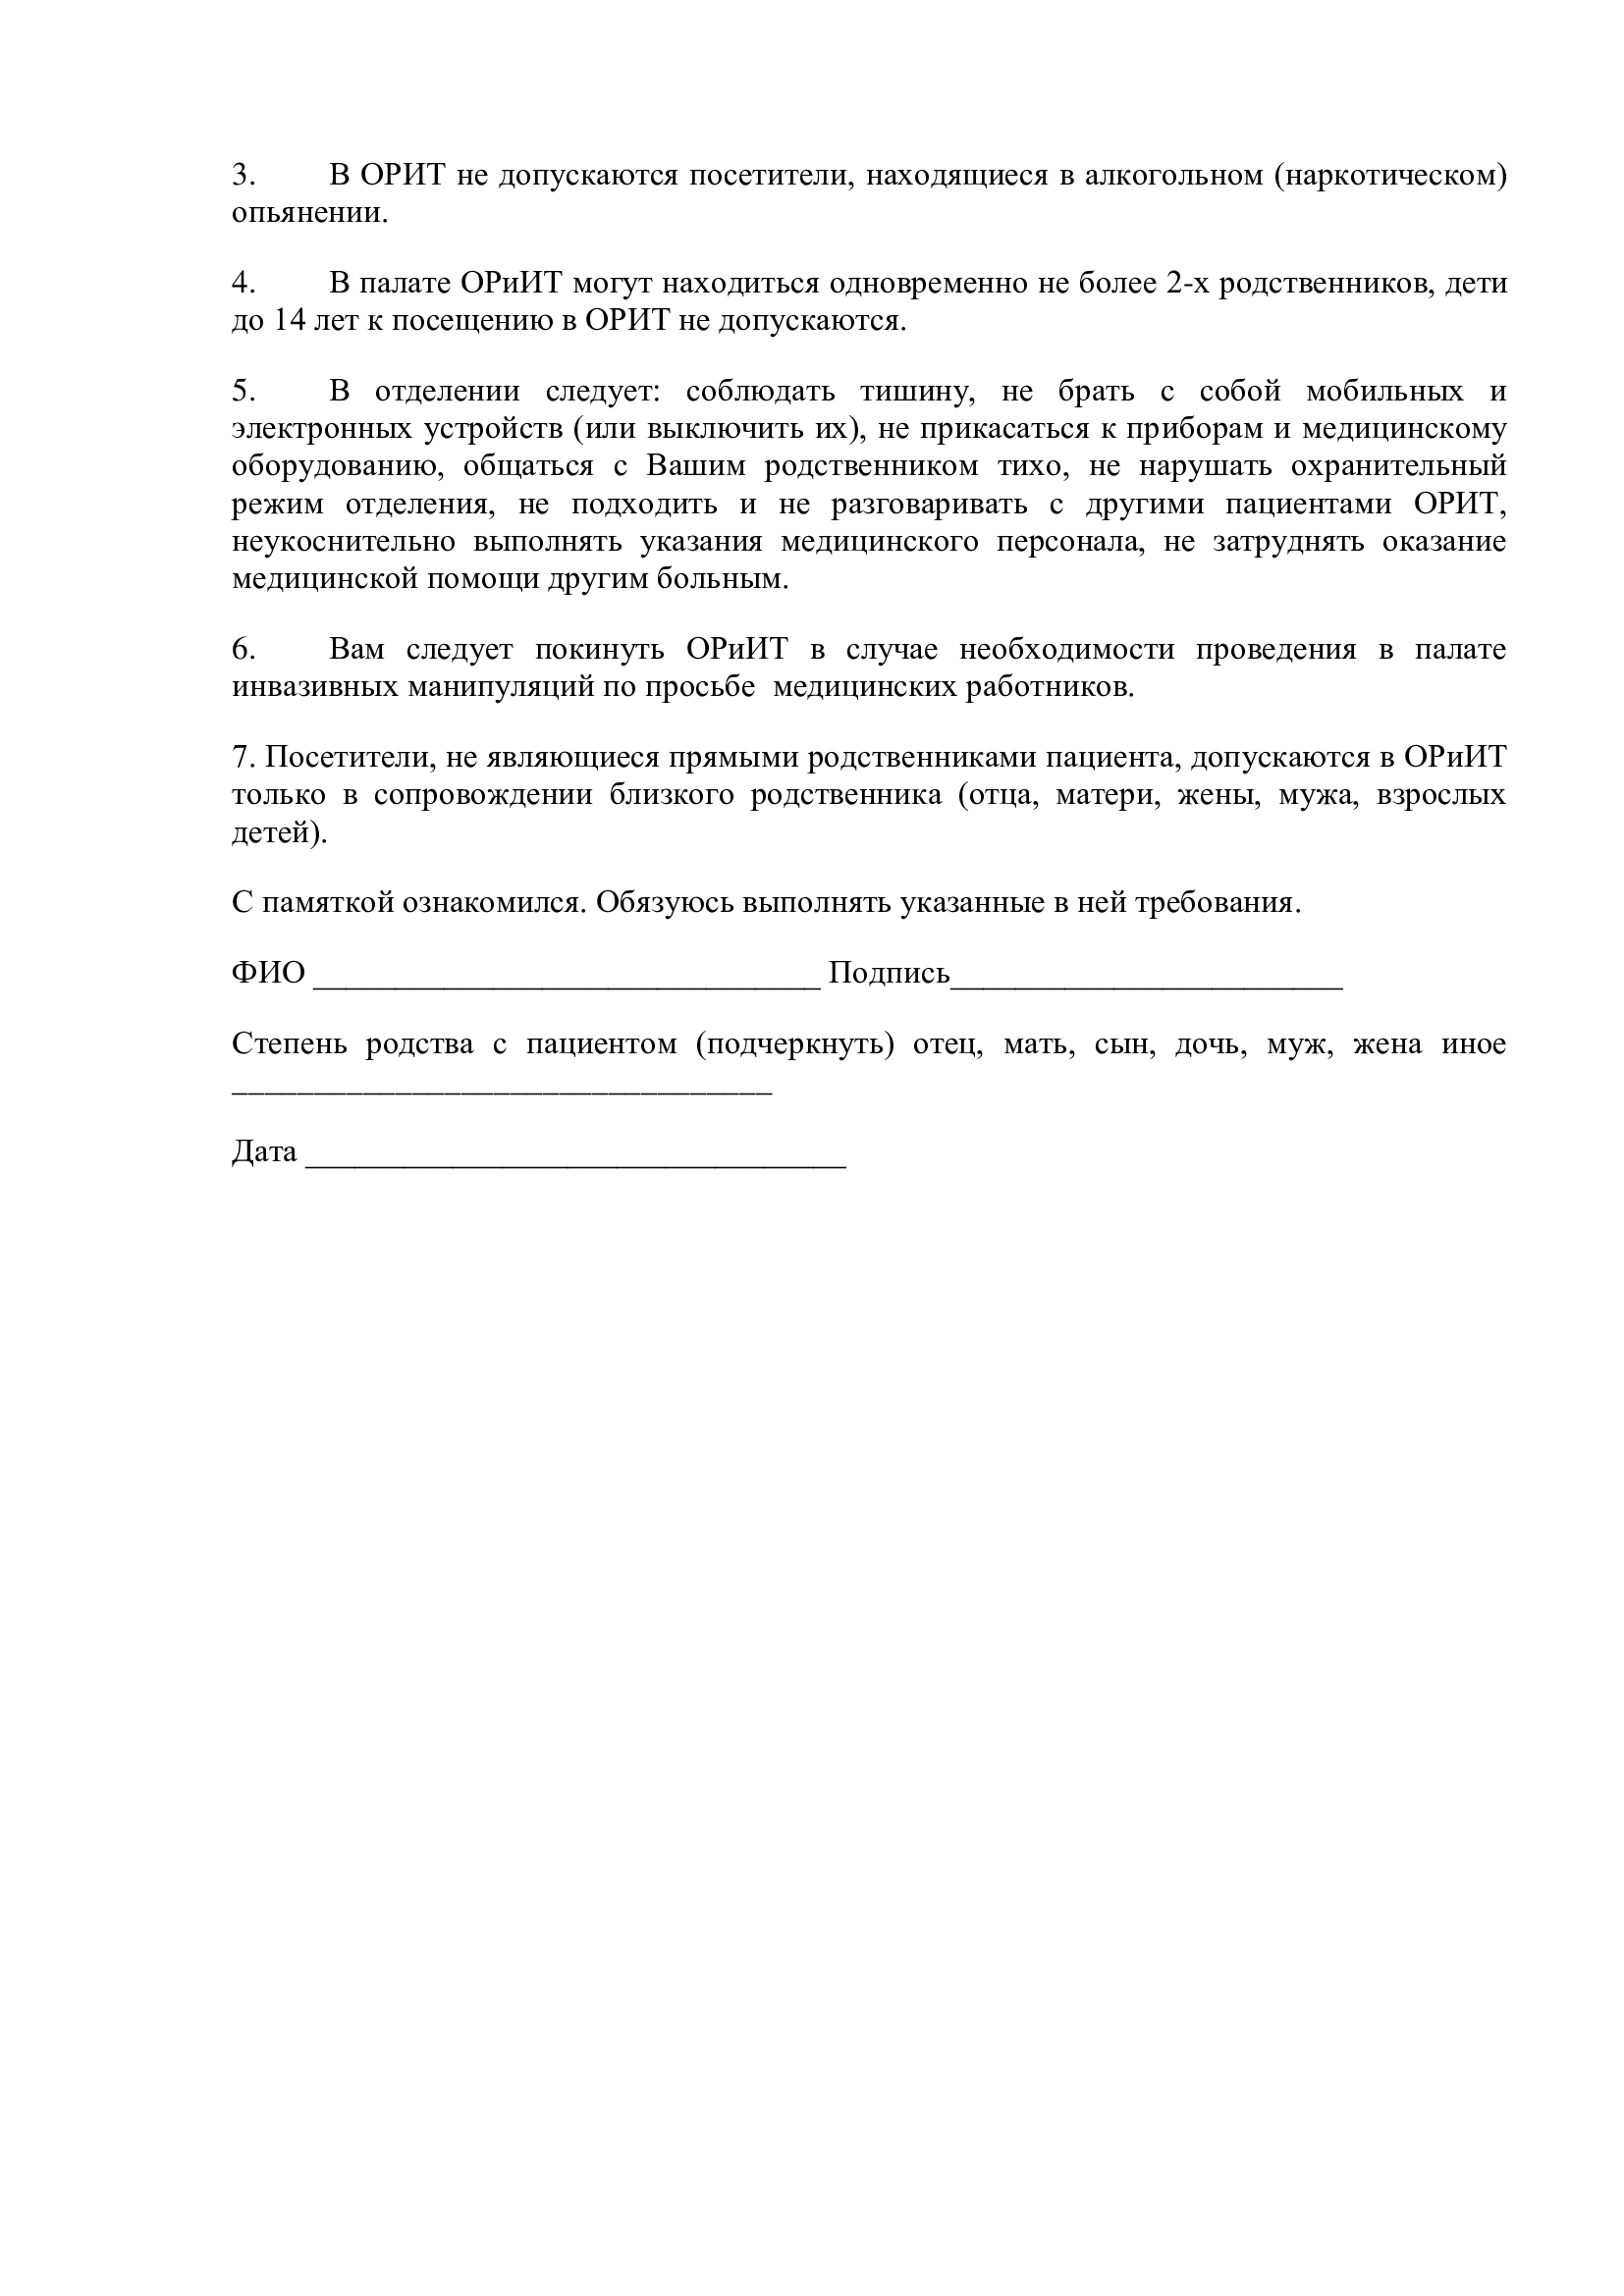 3. В ОРИТ не допускаются посетители, находящиеся в алкогольном (наркотическом)
опьянении.
4. В палате ОРиИТ могут находиться одновременно не более 2-х родственников, дети
до 14 лет к посещению в ОРИТ не допускаются.
5. В отделении следует: соблюдать тишину, не брать с собой мобильных и
электронных устройств (или выключить их), не прикасаться к приборам и медицинскому
оборудованию, общаться с Вашим родственником тихо, не нарушать охранительный
режим отделения, не подходить и не разговаривать с другими пациентами ОРИТ,
неукоснительно выполнять указания медицинского персонала, не затруднять оказание
медицинской помощи другим больным.
6. Вам следует покинуть ОРиИТ в случае необходимости проведения в палате
инвазивных манипуляций по просьбе  медицинских работников.
7. Посетители, не являющиеся прямыми родственниками пациента, допускаются в ОРиИТ
только в сопровождении близкого родственника (отца, матери, жены, мужа, взрослых
детей).
С памяткой ознакомился. Обязуюсь выполнять указанные в ней требования.
ФИО _______________________________ Подпись________________________
Степень родства с пациентом (подчеркнуть) отец, мать, сын, дочь, муж, жена иное
_________________________________
Дата _________________________________